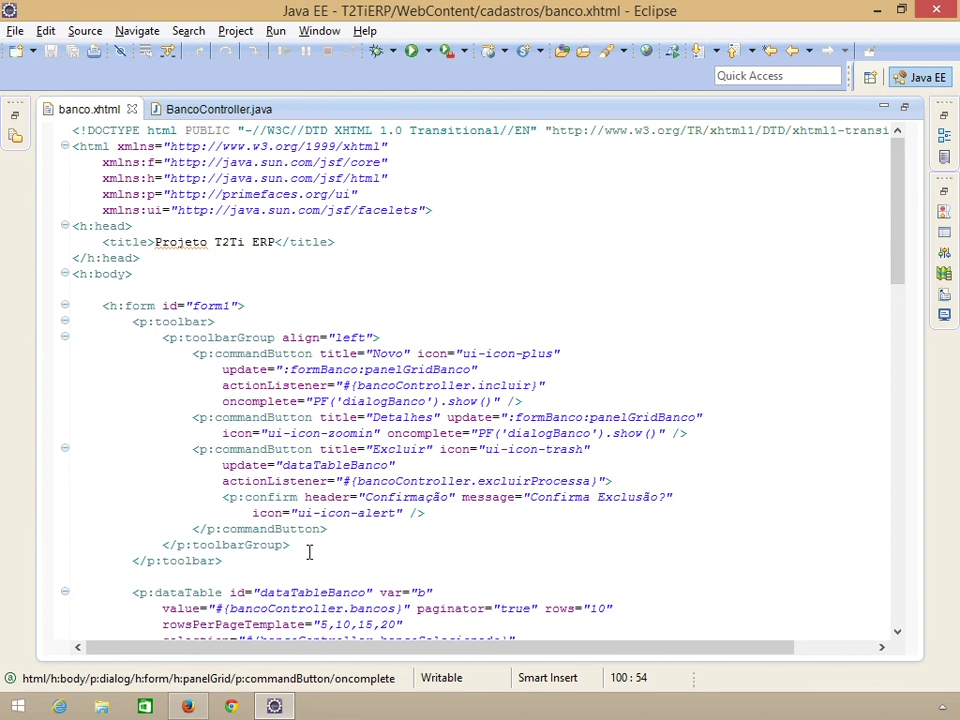 Java EE - T2TiERP/WebContent/cadastros/banco.xhtml - Eclipse
File Edit Source Navigate Search Project Run Window Help
Quick Access
Java EE
banco.xhtml
BancoController.java
<!DOCTYPE html PUBLIC "-//W3C//DTD XHTML 1.0 Transitional//EN" "http://www.w3.org/TR/xhtml1/DTD/xhtml1-transi
<html xmlns="http://www.w3.org/1999/xhtml"
xmlns:f="http://java.sun.com/jsf/core"
xmlns:h="http://java.sun.com/jsf/html"
xmlns:p="http://primefaces.org/ui"
xmlns:ui="http://java.sun.com/jsf/facelets">
<h:head>
<title>Projeto T2Ti ERP</title>
</h:head>
<h:body>
<h:form id="form1">
<p:toolbar>
<p:toolbarGroup align="left">
<p:commandButton title="Novo" icon="ui-icon-plus"
update=":formBanco:panelGridBanco"
actionListener="#{bancoController.incluir}"
oncomplete="PF('dialogBanco').show()" />
<p:commandButton title="Detalhes" update=":formBanco:panelGridBanco"
icon="ui-icon-zoomin" oncomplete="PF('dialogBanco').show()" />
<p:commandButton title="Excluir" icon="ui-icon-trash"
update="dataTableBanco"
actionListener="#{bancoController.excluirProcessa}">
<p:confirm header="Confirmação" message="Confirma Exclusão?"
icon="ui-icon-alert" />
</p:commandButton>
</p:toolbarGroup>
</p:toolbar>
<p:dataTable id="dataTableBanco" var="b"
value="#{bancoController.bancos}" paginator="true" rows="10"
rowsPerPageTemplate="5,10,15,20"
selection="#{bancoController.bancoSelecionado}"
html/h:body/p:dialog/h:form/h:panelGrid/p:commandButton/oncomplete
Writable
Smart Insert
100 : 54